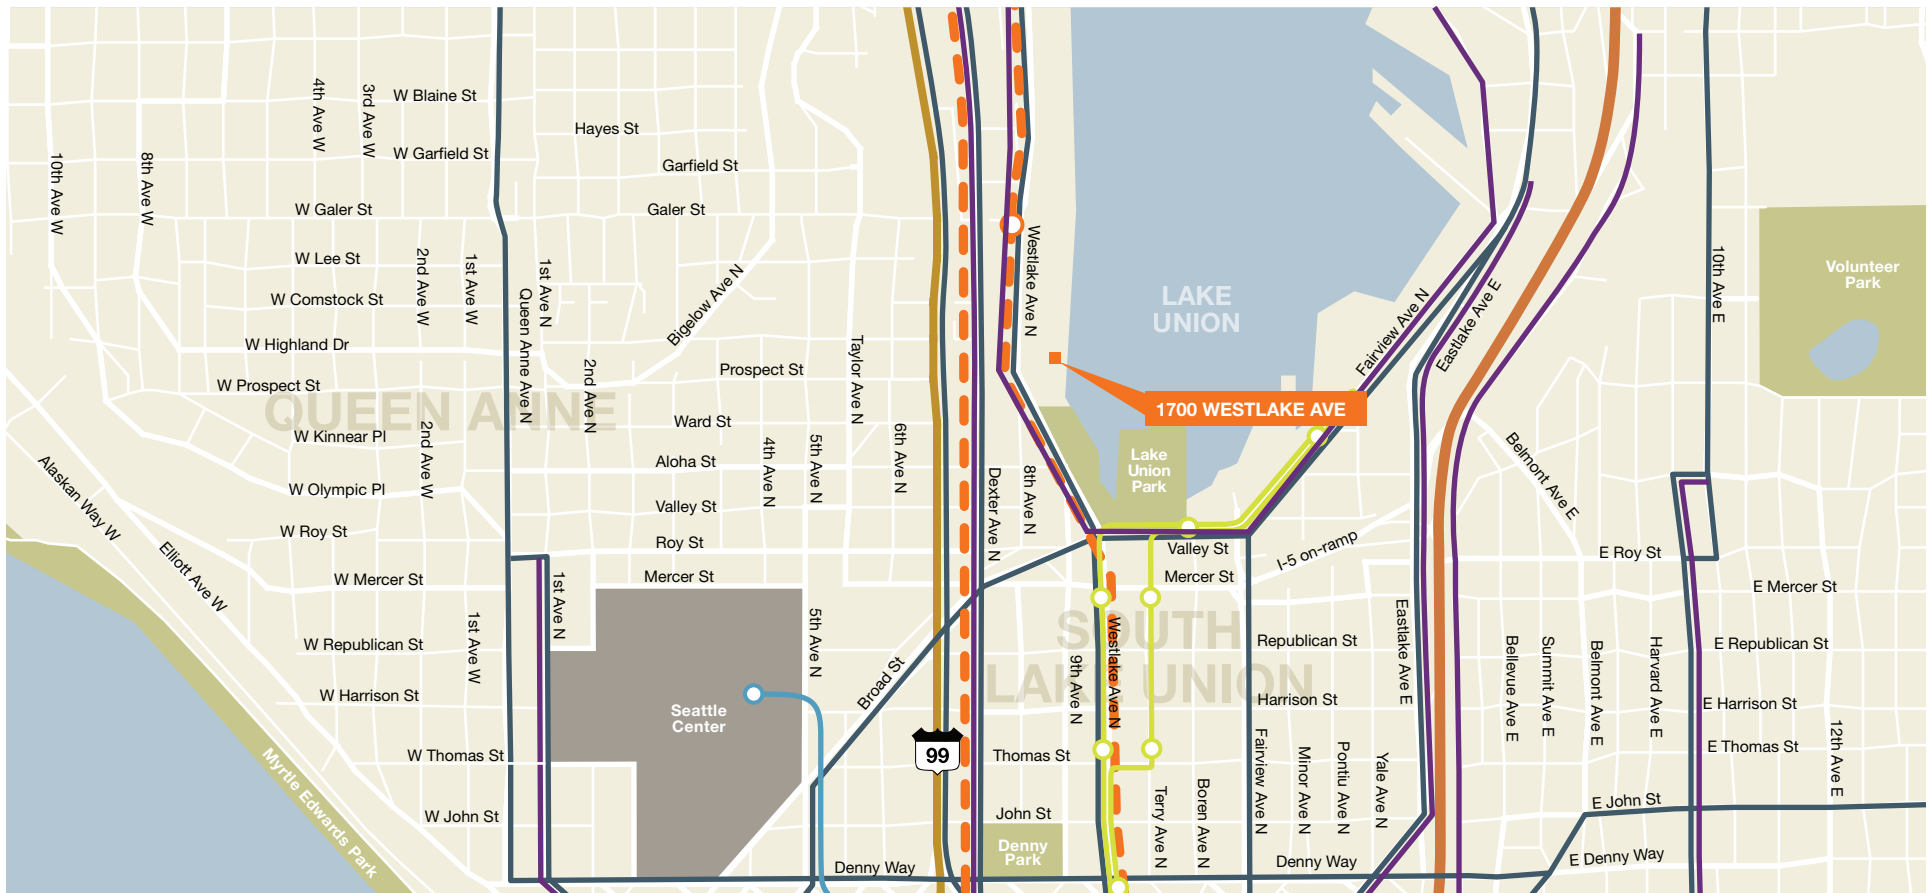 W Blaine St
4th Ave W
3rd Ave W
Hayes St
W Garfield St
Garfield St
10th Ave W
8th Ave W
W Galer St
Galer St
Westlake Ave N
W Lee St
2nd Ave W
1st Ave W
1st Ave N
Queen Anne Ave N
W Comstock St
Bigelow Ave N
LAKE
UNION
Fairview Ave N
Eastlake Ave E
10th Ave E
Volunteer
Park
W Highland Dr
Taylor Ave N
Prospect St
W Prospect St
2nd Ave N
QUEEN ANNE
1700 WESTLAKE AVE
Ward St
W Kinnear Pl
2nd Ave W
4th Ave N
5th Ave N
6th Ave N
Aloha St
Lake
Union
Park
Belmont Ave E
Alaskan Way W
W Olympic Pl
Valley St
Dexter Ave N
8th Ave N
W Roy St
Roy St
Valley St
I-5 on-ramp
E Roy St
Elliott Ave W
W Mercer St
1st Ave N
Mercer St
Mercer St
E Mercer St
1st Ave W
5th Ave N
SOUTH
LAKE UNION
W Republican St
Republican St
Eastlake Ave E
Bellevue Ave E
Summit Ave E
Belmont Ave E
Harvard Ave E
E Republican St
W Harrison St
Seattle
Center
Broad St
9th Ave N
Westlake Ave N
Harrison St
E Harrison St
W Thomas St
99
Thomas St
Fairview Ave N
Minor Ave N
Pontiu Ave N
Yale Ave N
E Thomas St
12th Ave E
Myrtle Edwards Park
W John St
John St
Terry Ave N
Boren Ave N
E John St
Denny
Park
Denny Way
Denny Way
E Denny Way